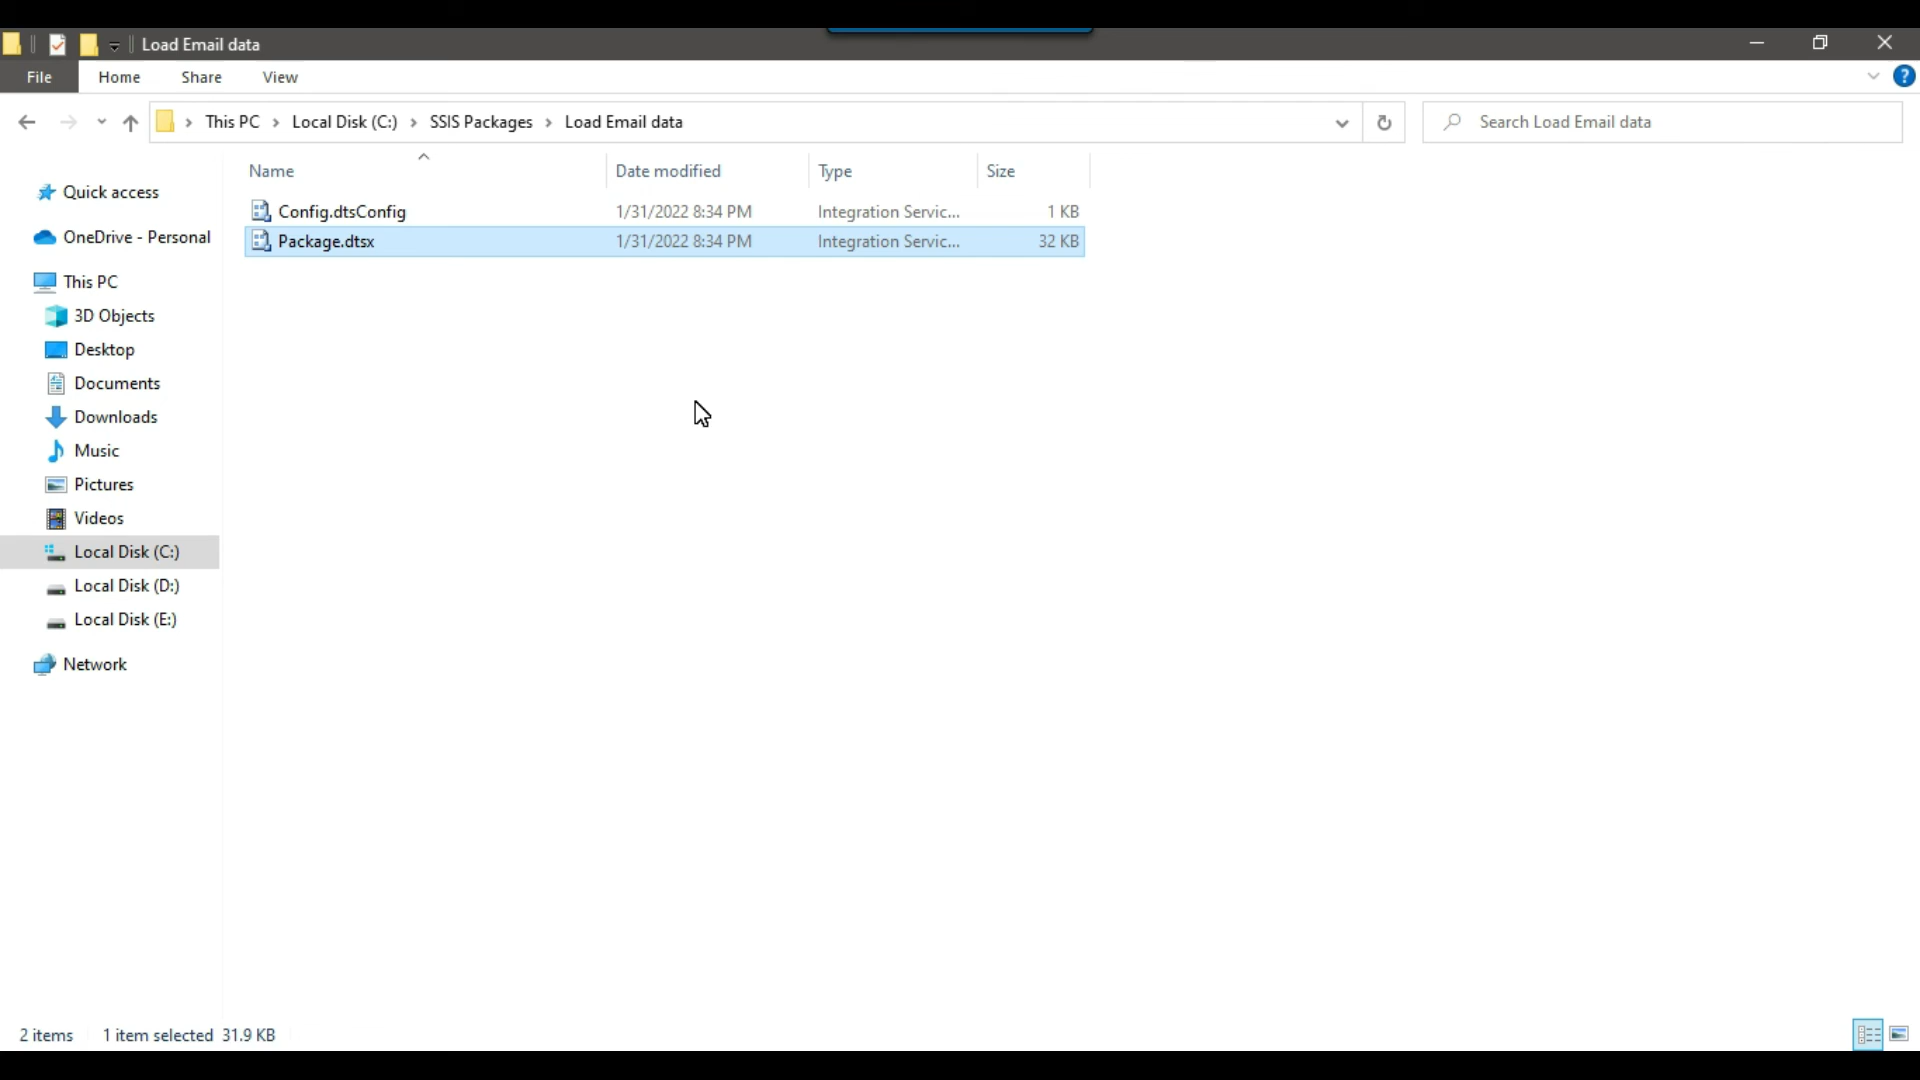 Load Email data
File Home Share View
This PC Local Disk (C:) SSIS Packages Load Email data Search Load Email data
Name Date modified Type Size
Config.dtsConfig 1/31/2022 8:34 PM Integration Servic... 1 KB
Package.dtsx 1/31/2022 8:34 PM Integration Servic... 32 KB
Quick access
OneDrive - Personal
This PC
3D Objects
Desktop
Documents
Downloads
Music
Pictures
Videos
Local Disk (C:)
Local Disk (D:)
Local Disk (E:)
Network
2 items 1 item selected 31.9 KB